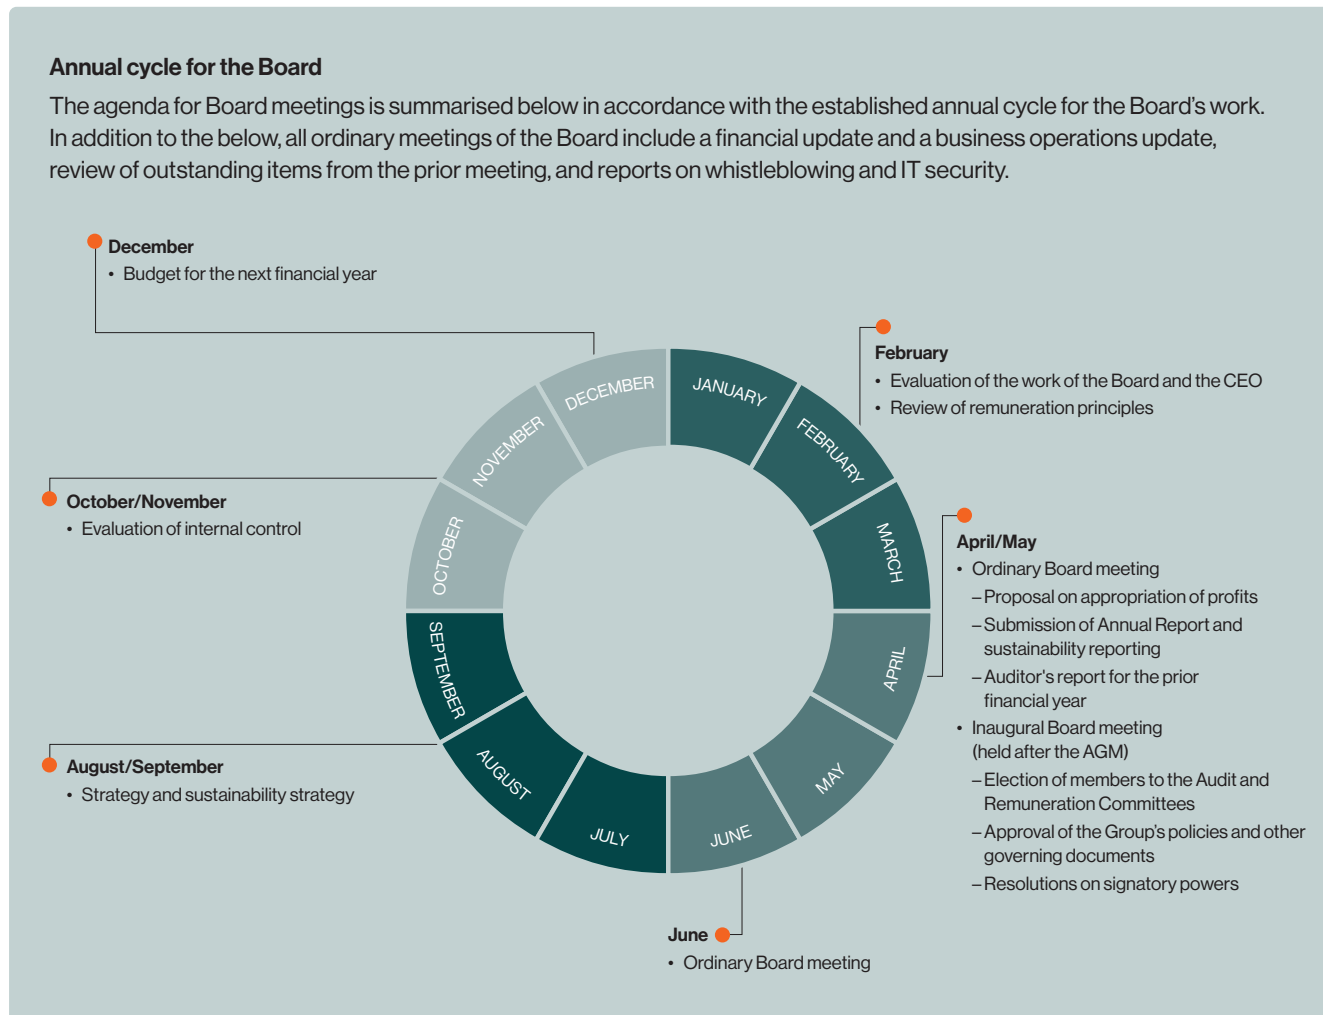 Annual cycle for the Board
The agenda for Board meetings is summarised below in accordance with the established annual cycle for the Board's work.
In addition to the below, all ordinary meetings of the Board include a financial update and a business operations update,
review of outstanding items from the prior meeting, and reports on whistleblowing and IT security.
December
• Budget for the next financial year
February
• Evaluation of the work of the Board and the CEO
• Review of remuneration principles
October/November
• Evaluation of internal control
April/May
• Ordinary Board meeting
– Proposal on appropriation of profits
– Submission of Annual Report and
sustainability reporting
– Auditor's report for the prior
financial year
• Inaugural Board meeting
(held after the AGM)
– Election of members to the Audit and
Remuneration Committees
– Approval of the Group's policies and other
governing documents
– Resolutions on signatory powers
August/September
• Strategy and sustainability strategy
June
• Ordinary Board meeting
JANUARY
FEBRUARY
MARCH
APRIL
MAY
JUNE
JULY
AUGUST
SEPTEMBER
OCTOBER
NOVEMBER
DECEMBER